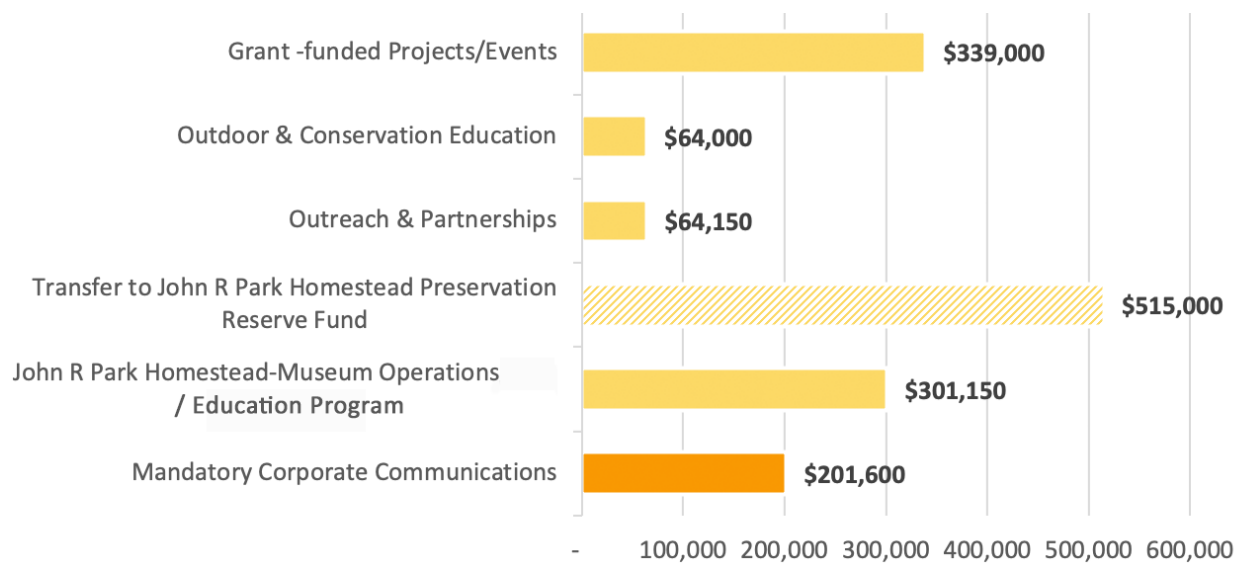 Grant -funded Projects/Events
$339,000
Outdoor & Conservation Education
$64,000
Outreach & Partnerships
$64,150
Transfer to John R Park Homestead Preservation
Reserve Fund
$515,000
John R Park Homestead-Museum Operations
/ Education Program
$301,150
Mandatory Corporate Communications
$201,600
- 100,000 200,000 300,000 400,000 500,000 600,000